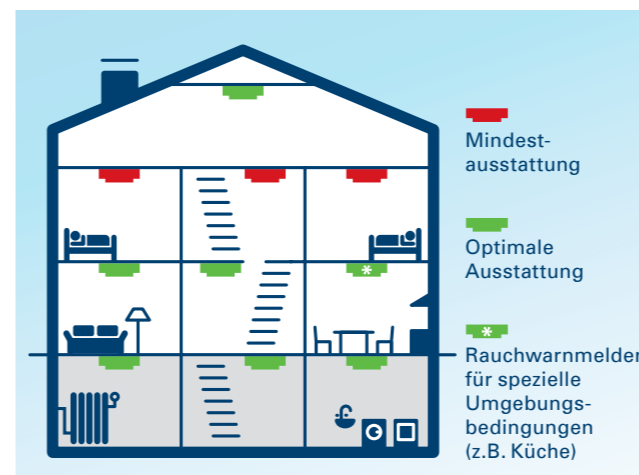 Mindest-
ausstattung
Optimale
Ausstattung
*
*
Rauchwarnmelder
für spezielle
Umgebungs-
bedingungen
(z.B. Küche)